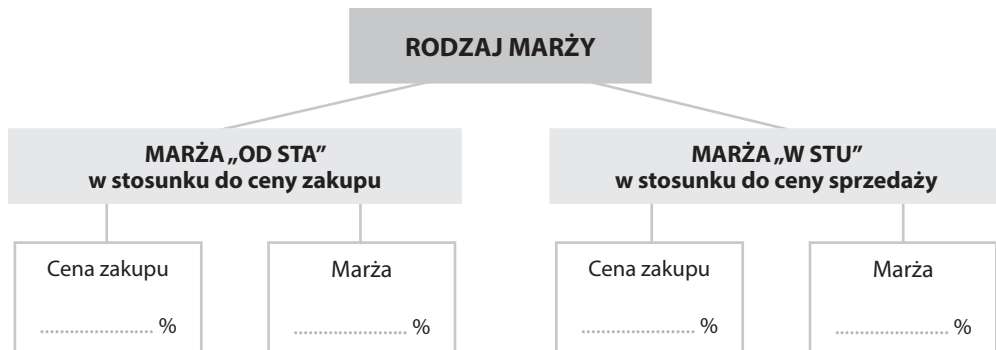 RODZAJ MARŻY
MARŻA „OD STA”
w stosunku do ceny zakupu
MARŻA „W STU”
w stosunku do ceny sprzedaży
Cena zakupu
....................... %
Marża
....................... %
Cena zakupu
....................... %
Marża
....................... %